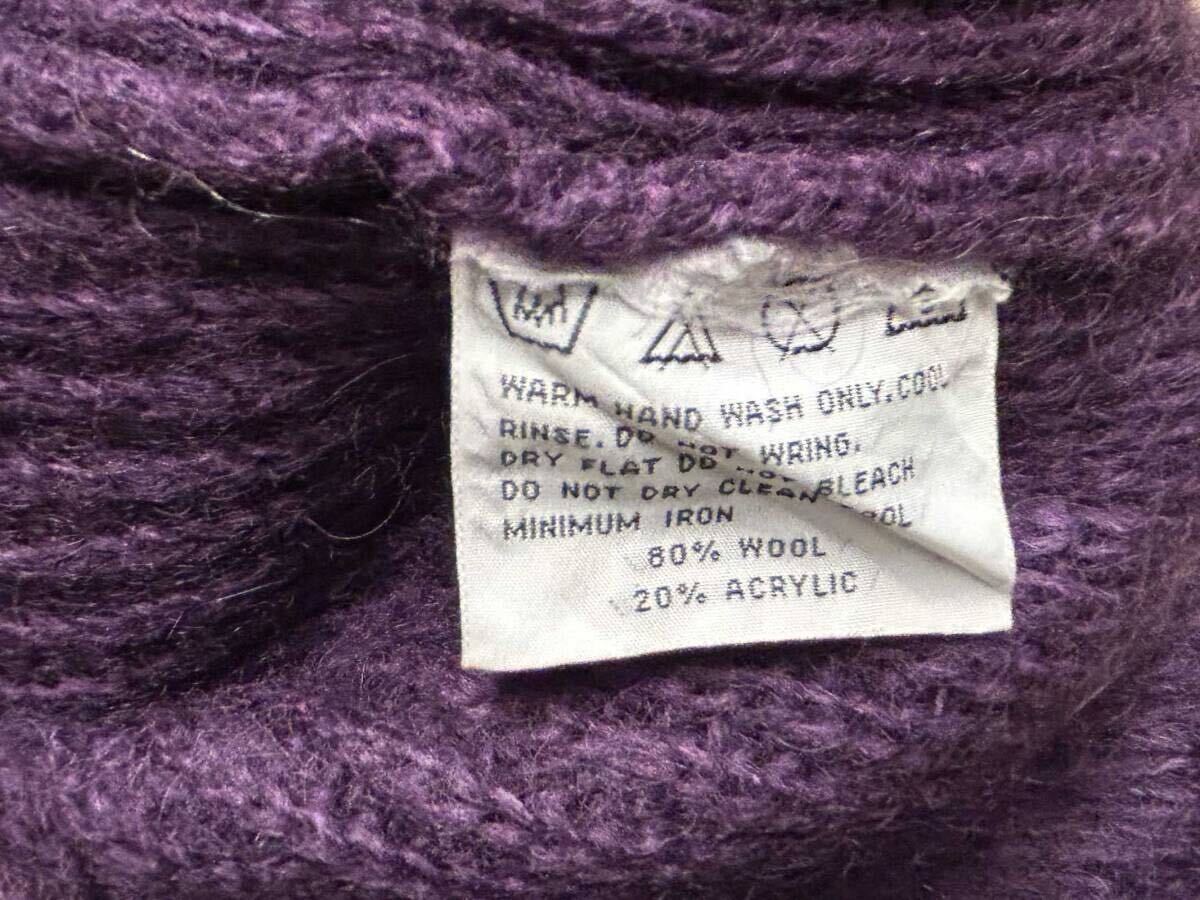 WARM HAND WASH ONLY. COOL
RINSE. DO NOT WRING.
DRY FLAT DO NOT BLEACH
DO NOT DRY CLEAN
MINIMUM IRON
80% WOOL
20% ACRYLIC